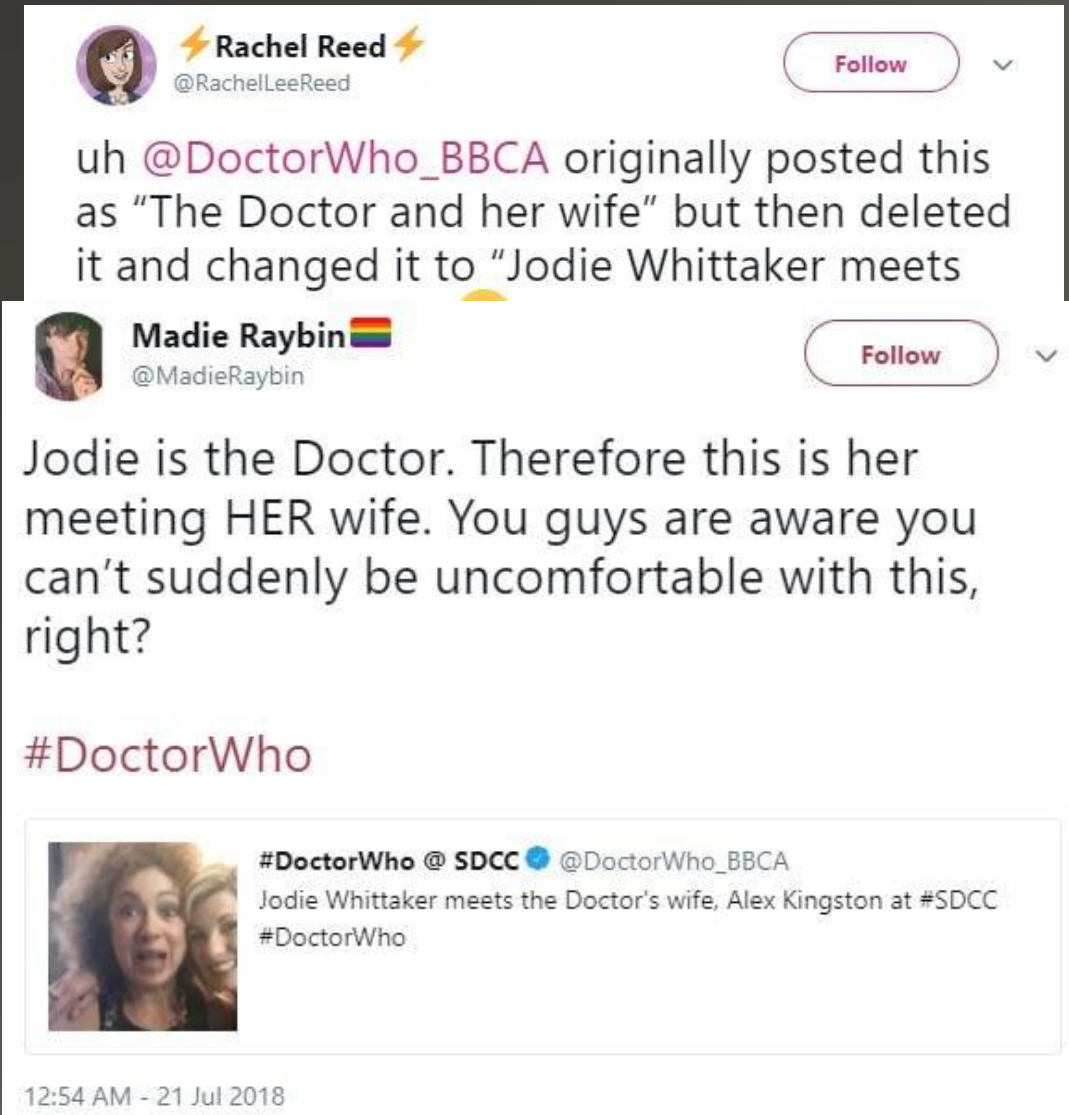 ⚡Rachel Reed⚡
@RachelLeeReed
Follow
uh @DoctorWho_BBCA originally posted this
as “The Doctor and her wife” but then deleted
it and changed it to “Jodie Whittaker meets
Madie Raybin🏳️‍🌈
@MadieRaybin
Follow
Jodie is the Doctor. Therefore this is her
meeting HER wife. You guys are aware you
can’t suddenly be uncomfortable with this,
right?
#DoctorWho
#DoctorWho @ SDCC @DoctorWho_BBCA
Jodie Whittaker meets the Doctor's wife, Alex Kingston at #SDCC
#DoctorWho
12:54 AM - 21 Jul 2018